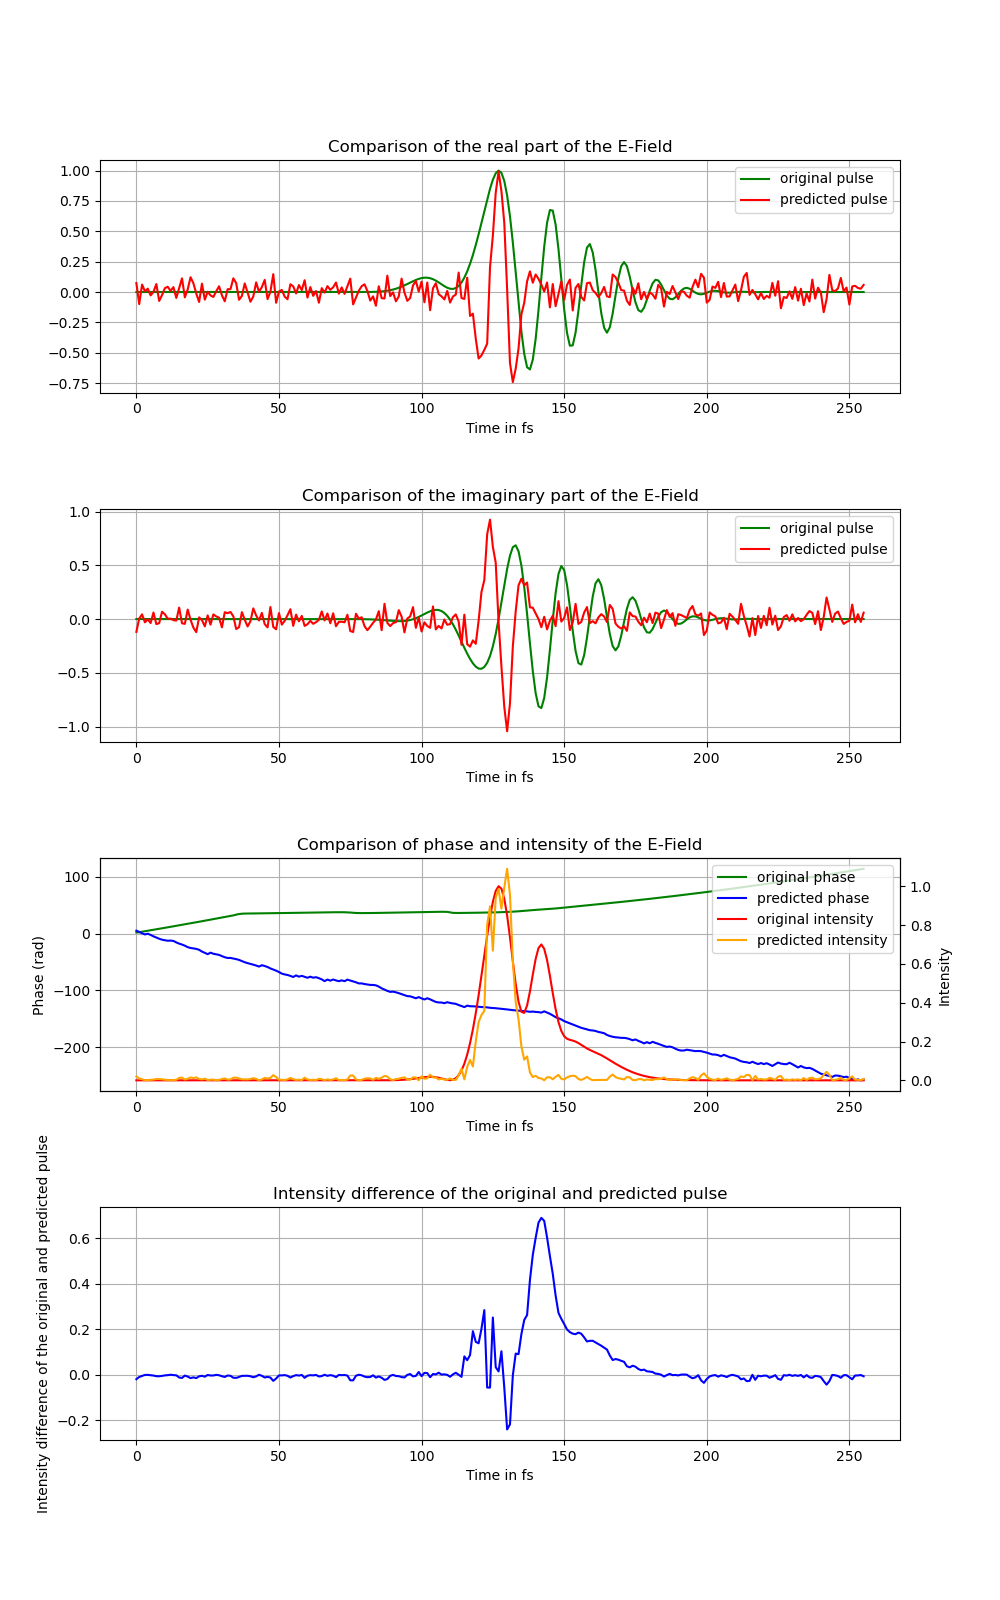 Comparison of the real part of the E-Field
original pulse
predicted pulse
1.00
0.75
0.50
0.25
0.00
−0.25
−0.50
−0.75
0 50 100 150 200 250
Time in fs
Comparison of the imaginary part of the E-Field
original pulse
predicted pulse
1.0
0.5
0.0
−0.5
−1.0
0 50 100 150 200 250
Time in fs
Comparison of phase and intensity of the E-Field
original phase
predicted phase
original intensity
predicted intensity
Phase (rad)
100
0
−100
−200
1.0
0.8
0.6
0.4
0.2
0.0
Intensity
0 50 100 150 200 250
Time in fs
Intensity difference of the original and predicted pulse
Intensity difference of the original and predicted pulse
0.6
0.4
0.2
0.0
−0.2
0 50 100 150 200 250
Time in fs